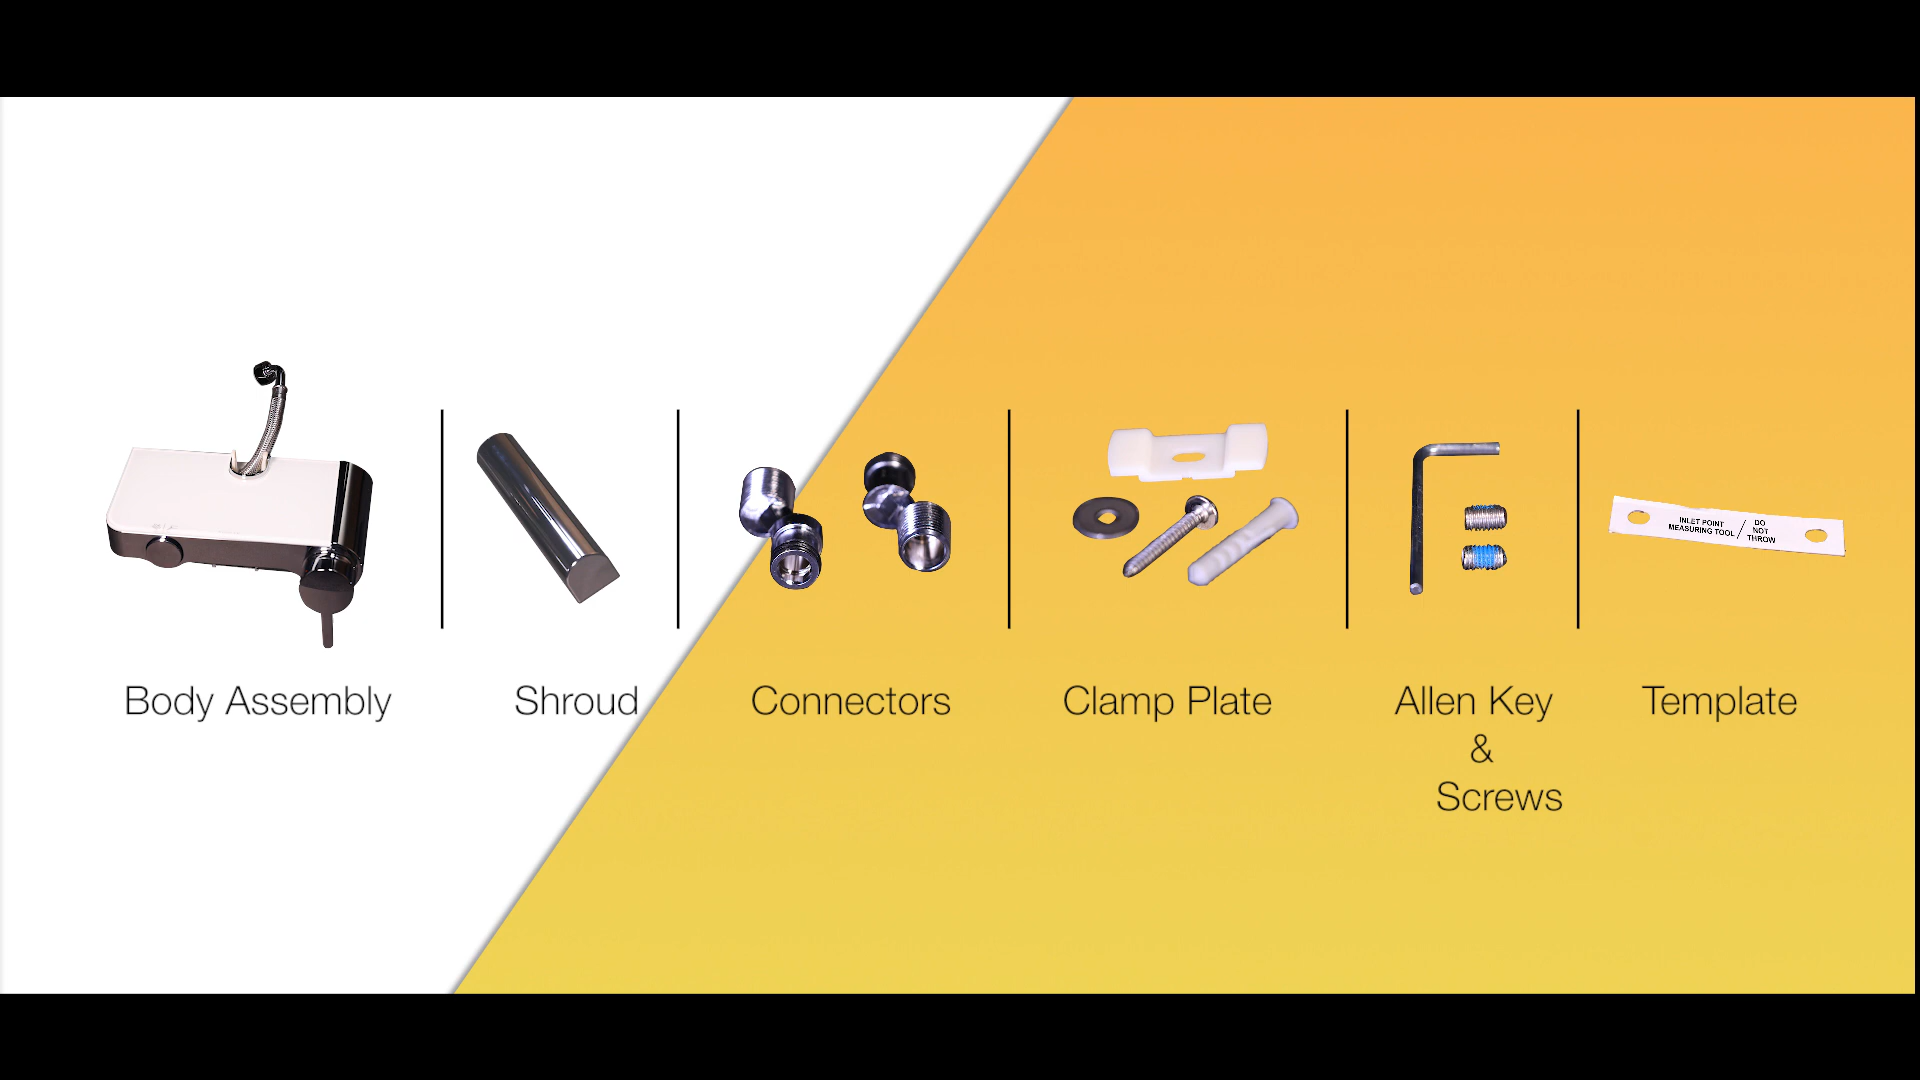 INLET POINT
MEASURING TOOL / DO
NOT
THROW
Body Assembly
Shroud
Connectors
Clamp Plate
Allen Key
&
Screws
Template